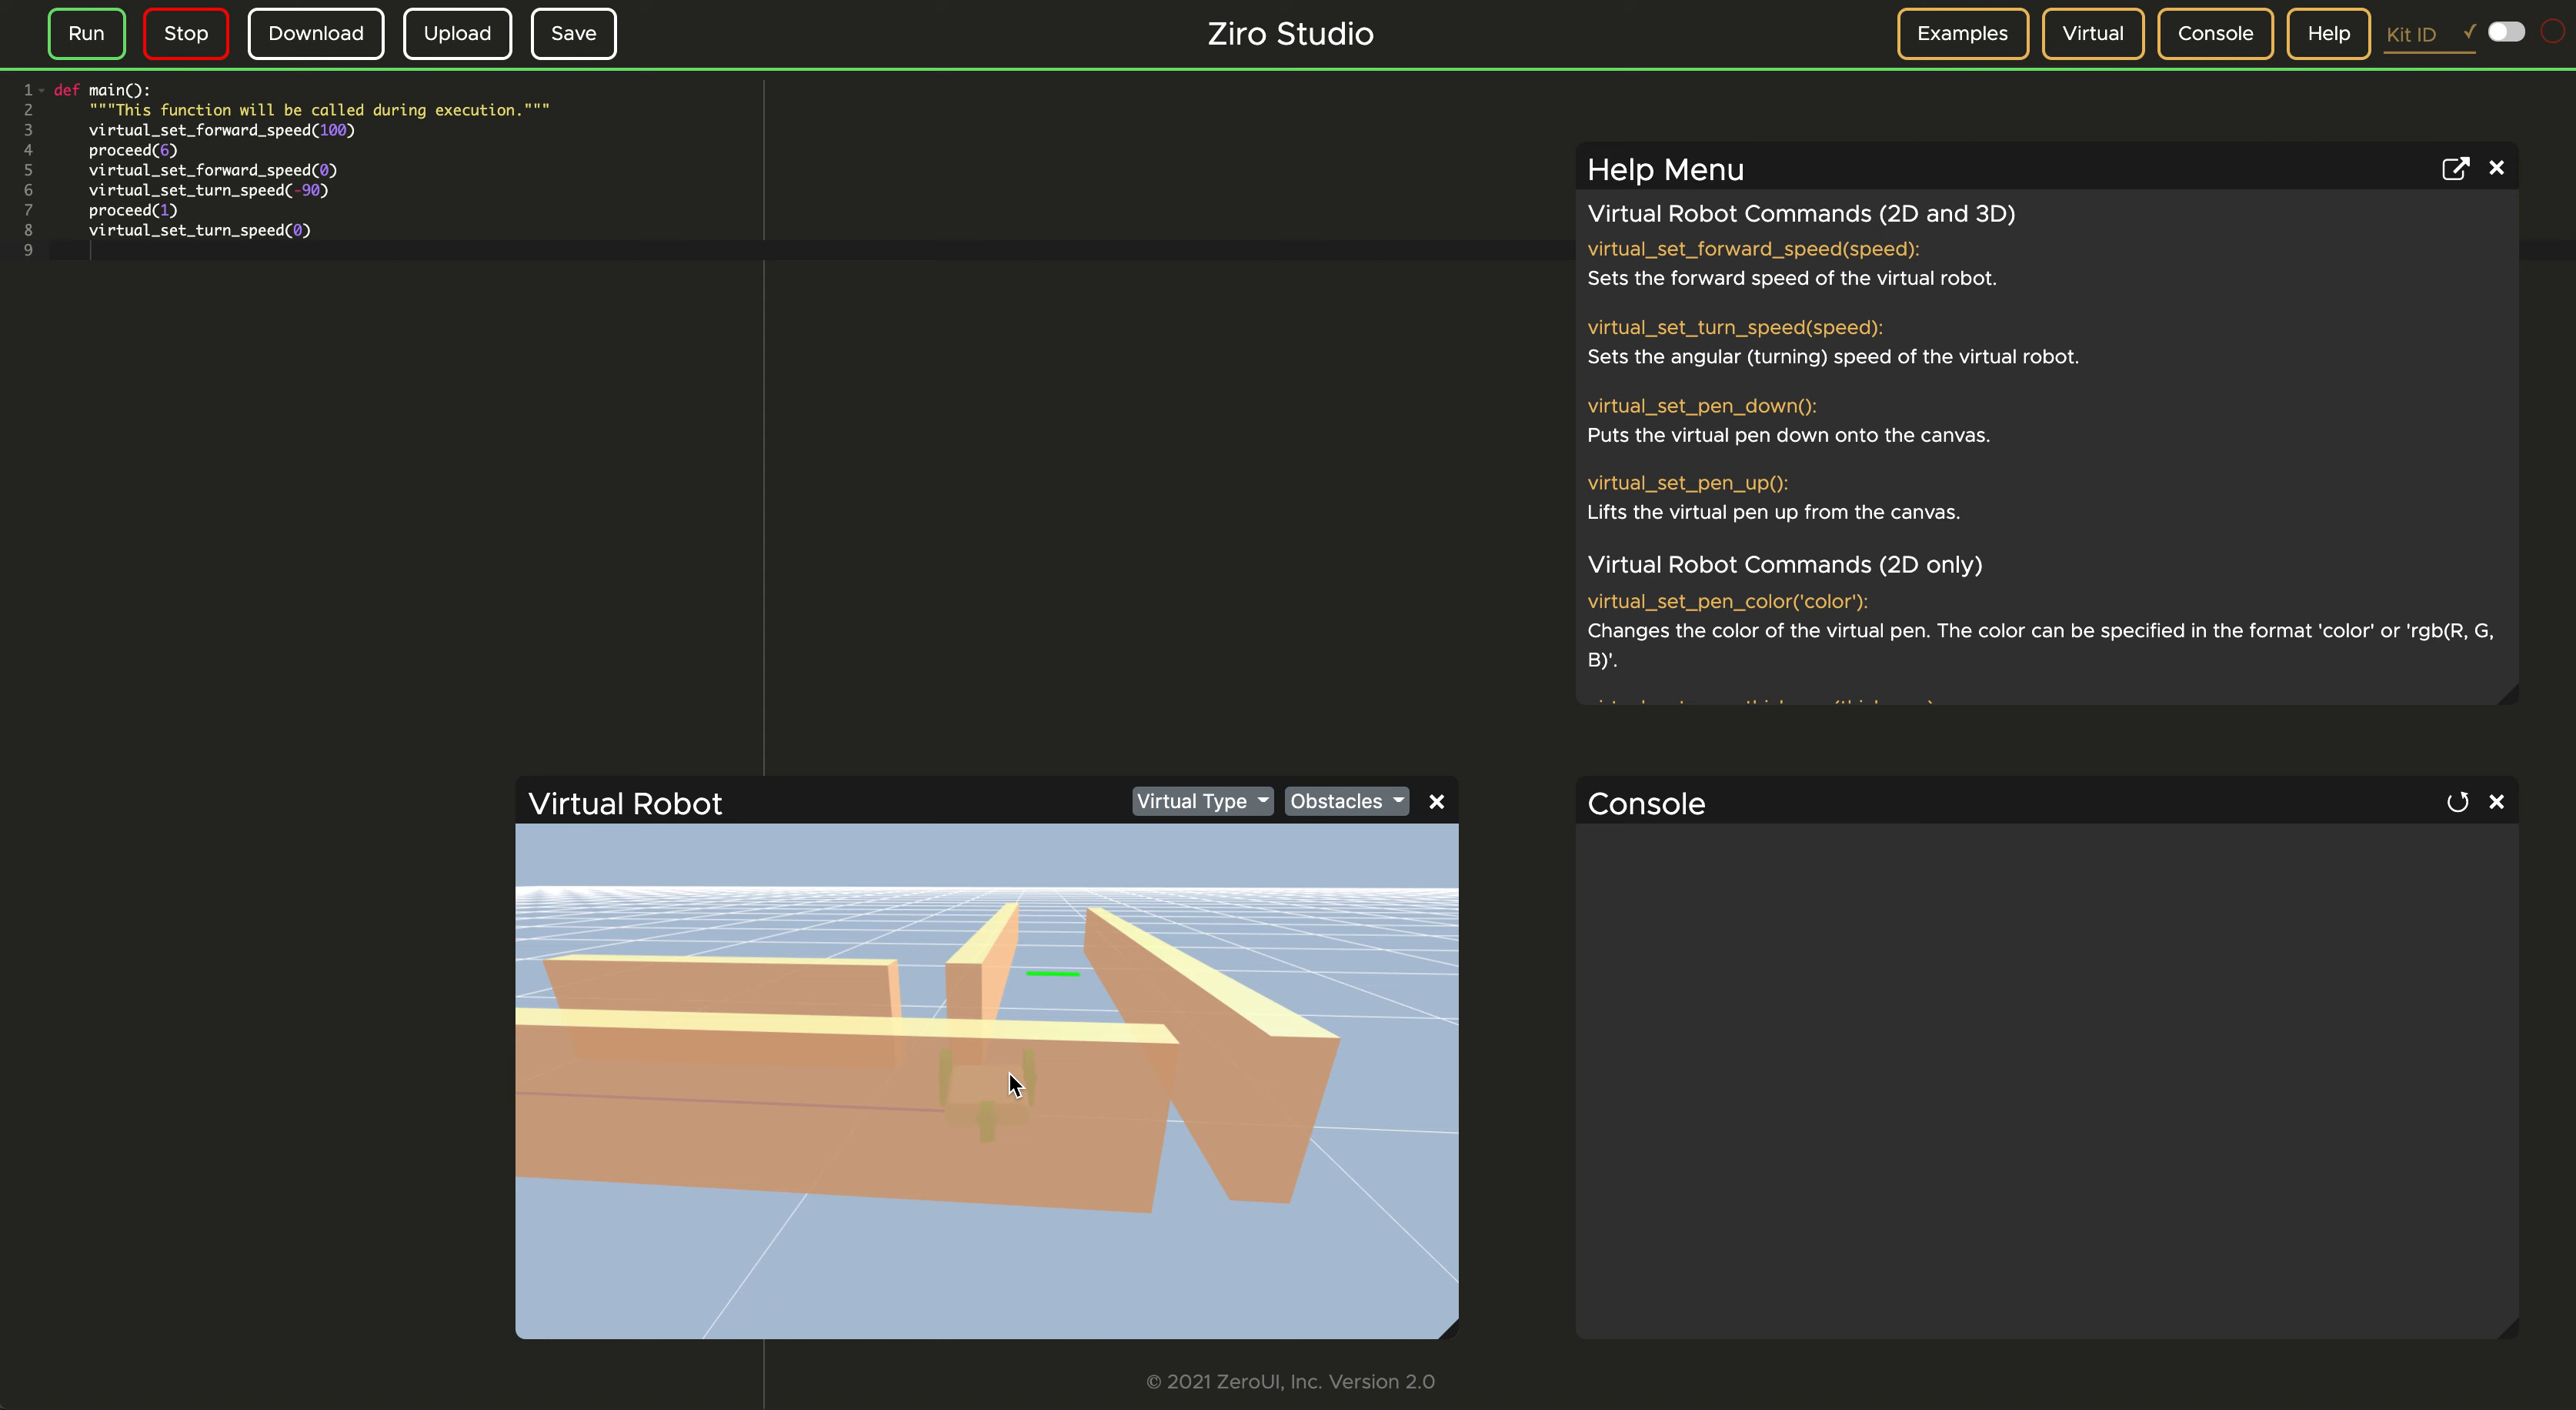 Run Stop Download Upload Save Ziro Studio Examples Virtual Console Help Kit ID ✓
1 def main():
2 """This function will be called during execution."""
3 virtual_set_forward_speed(100)
4 proceed(6)
5 virtual_set_forward_speed(0)
6 virtual_set_turn_speed(-90)
7 proceed(1)
8 virtual_set_turn_speed(0)
9
Help Menu
Virtual Robot Commands (2D and 3D)
virtual_set_forward_speed(speed):
Sets the forward speed of the virtual robot.
virtual_set_turn_speed(speed):
Sets the angular (turning) speed of the virtual robot.
virtual_set_pen_down():
Puts the virtual pen down onto the canvas.
virtual_set_pen_up():
Lifts the virtual pen up from the canvas.
Virtual Robot Commands (2D only)
virtual_set_pen_color('color'):
Changes the color of the virtual pen. The color can be specified in the format 'color' or 'rgb(R, G,
B)'.
Virtual Robot Virtual Type Obstacles
Console
© 2021 ZeroUI, Inc. Version 2.0